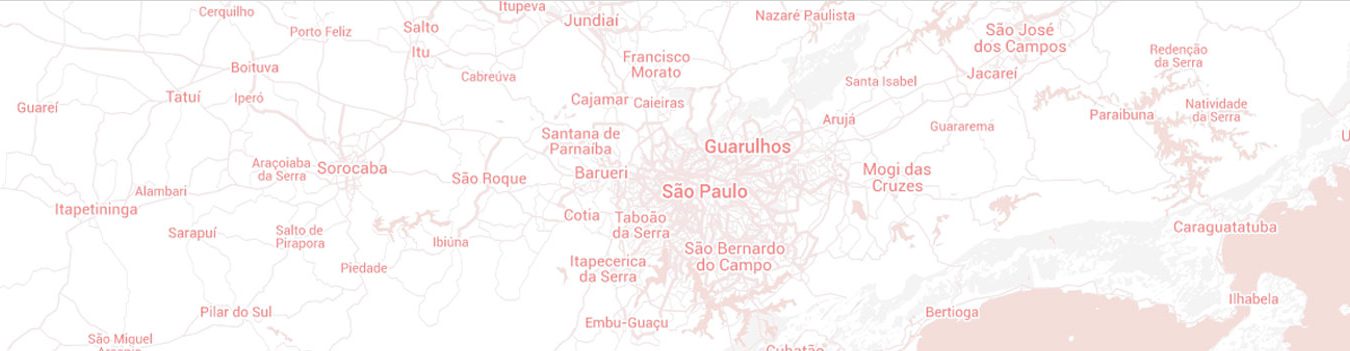 Cerquilho
Itupeva
Jundiaí
Nazaré Paulista
Porto Feliz
Salto
São José
dos Campos
Itu
Francisco
Morato
Redenção
da Serra
Boituva
Cabreúva
Jacareí
Santa Isabel
Tatuí
Iperó
Cajamar
Caieiras
Guareí
Paraibuna
Natividade
da Serra
Arujá
Guararema
Santana de
Parnaíba
Guarulhos
Araçoiaba
da Serra
Sorocaba
São Roque
Barueri
Mogi das
Cruzes
Alambari
São Paulo
Itapetininga
Cotia
Taboão
da Serra
Caraguatatuba
Sarapuí
Salto de
Pirapora
Ibiúna
São Bernardo
do Campo
Itapecerica
da Serra
Piedade
Ilhabela
Pilar do Sul
Bertioga
Embu-Guaçu
São Miguel
Cubatão